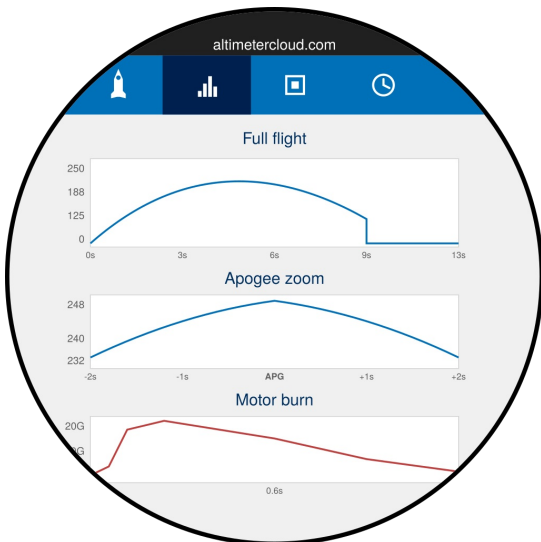 altimetercloud.com
Full flight
250
188
125
0
0s 3s 6s 9s 13s
Apogee zoom
248
240
232
-2s -1s APG +1s +2s
Motor burn
20G
0.6s